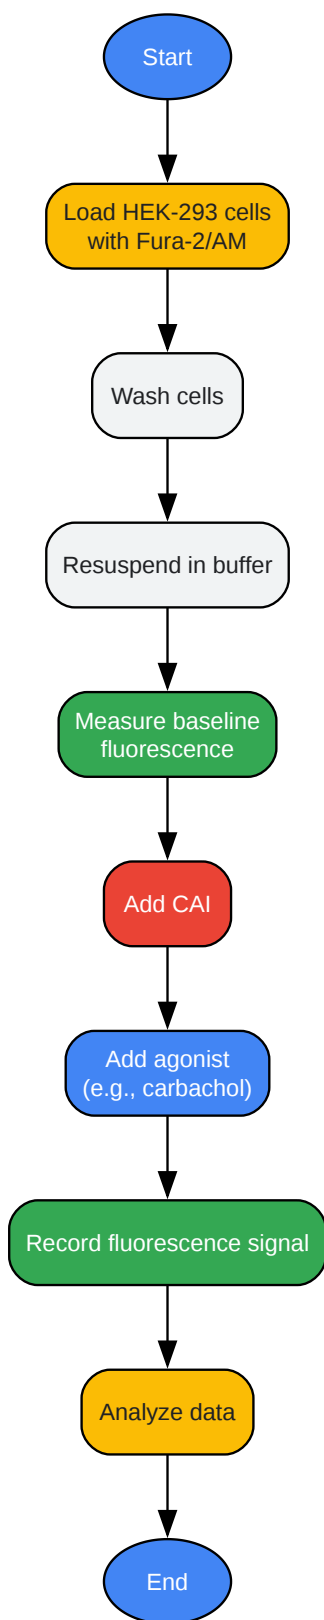 Start
Load HEK-293 cells
with Fura-2/AM
Wash cells
Resuspend in buffer
Measure baseline
fluorescence
Add CAI
Add agonist
(e.g., carbachol)
Record fluorescence signal
Analyze data
End